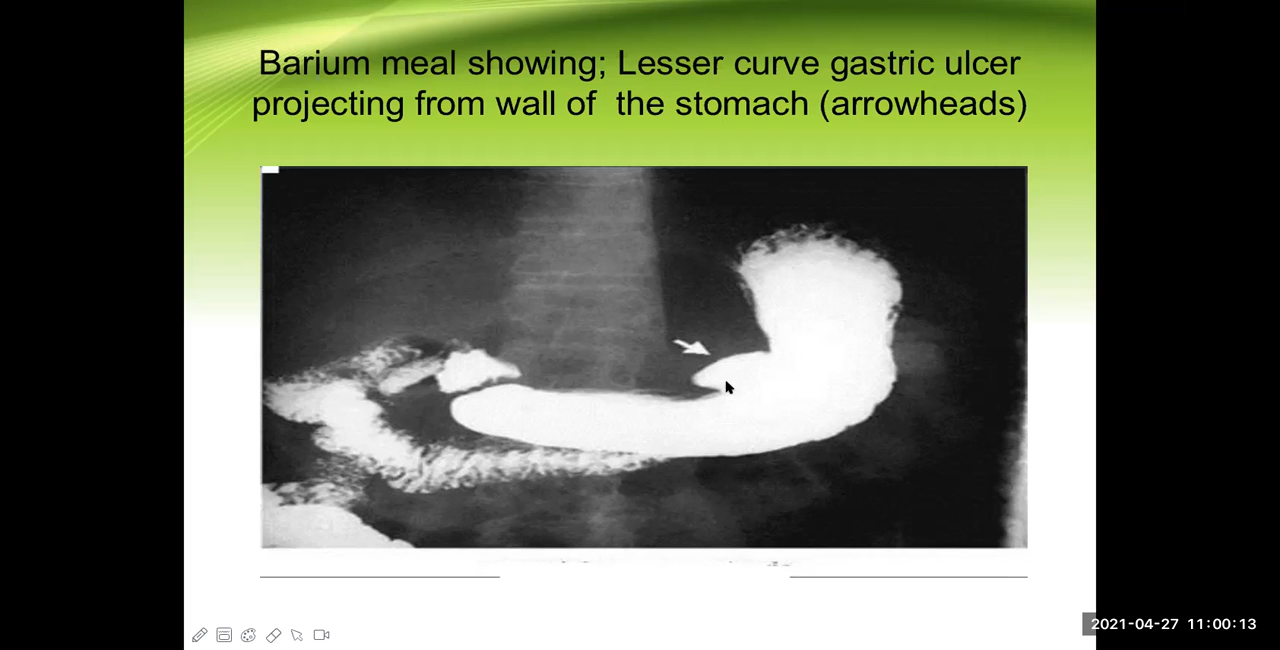 Barium meal showing; Lesser curve gastric ulcer
projecting from wall of  the stomach (arrowheads)
2021-04-27 11:00:13